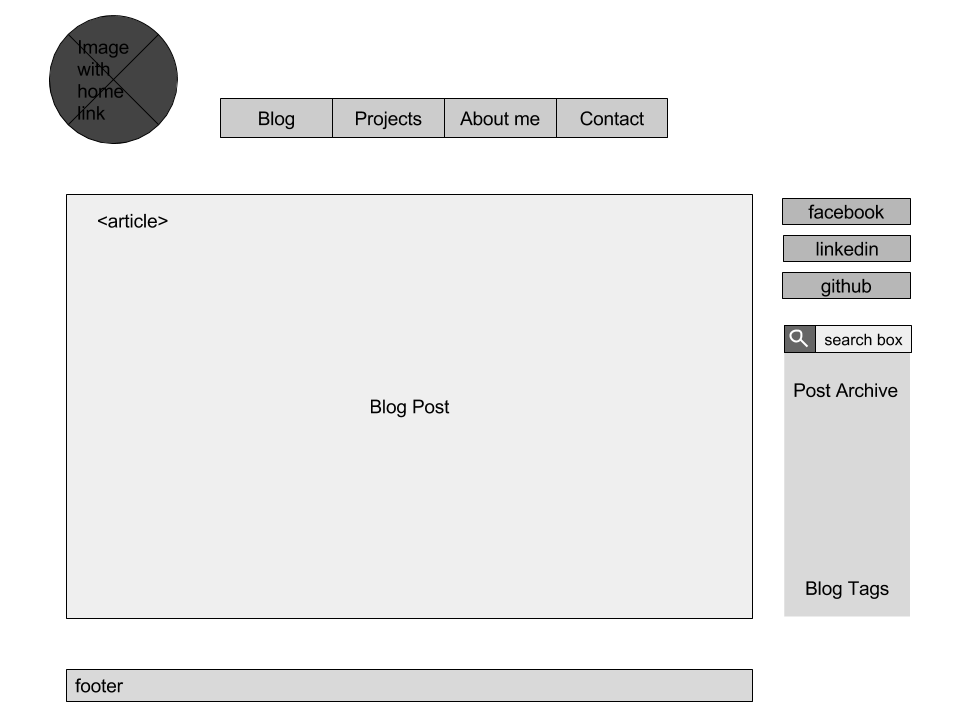 Image
with
home
link
Blog Projects About me Contact
<article>
Blog Post
facebook
linkedin
github
search box
Post Archive
Blog Tags
footer